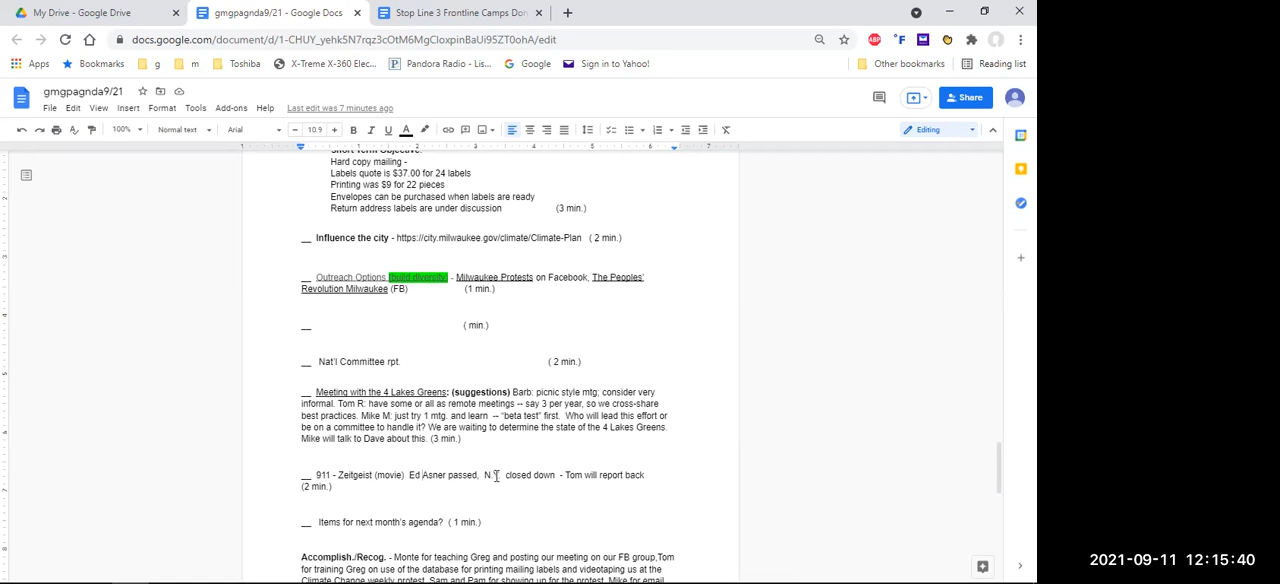 My Drive - Google Drive
gmgpagnda9/21 - Google Docs
Stop Line 3 Frontline Camps Don
docs.google.com/document/d/1-CHUY_yehk5N7rqz3cOtM6MgCIoxpinBaUi95ZT0ohA/edit
Apps Bookmarks g m Toshiba X-Treme X-360 Elec... Pandora Radio - Lis... Google Sign in to Yahoo! Other bookmarks Reading list
gmgpagnda9/21
File Edit View Insert Format Tools Add-ons Help Last edit was 7 minutes ago
Share
100% Normal text Arial 10.9 Editing
Short Term Objective:
Hard copy mailing -
Labels quote is $37.00 for 24 labels
Printing was $9 for 22 pieces
Envelopes can be purchased when labels are ready
Return address labels are under discussion (3 min.)
__ Influence the city - https://city.milwaukee.gov/climate/Climate-Plan ( 2 min.)
__ Outreach Options (build diversity) - Milwaukee Protests on Facebook, The Peoples'
Revolution Milwaukee (FB) (1 min.)
__ ( min.)
__ Nat'l Committee rpt. ( 2 min.)
__ Meeting with the 4 Lakes Greens: (suggestions) Barb: picnic style mtg; consider very
informal. Tom R: have some or all as remote meetings -- say 3 per year, so we cross-share
best practices. Mike M: just try 1 mtg. and learn -- "beta test" first. Who will lead this effort or
be on a committee to handle it? We are waiting to determine the state of the 4 Lakes Greens.
Mike will talk to Dave about this. (3 min.)
__ 911 - Zeitgeist (movie) Ed Asner passed, closed down - Tom will report back
(2 min.)
__ Items for next month's agenda? ( 1 min.)
Accomplish./Recog. - Monte for teaching Greg and posting our meeting on our FB group,Tom
for training Greg on use of the database for printing mailing labels and videotaping us at the
Climate Change weekly protest. Sam and Pam for showing up for the protest. Mike for email
2021-09-11 12:15:40